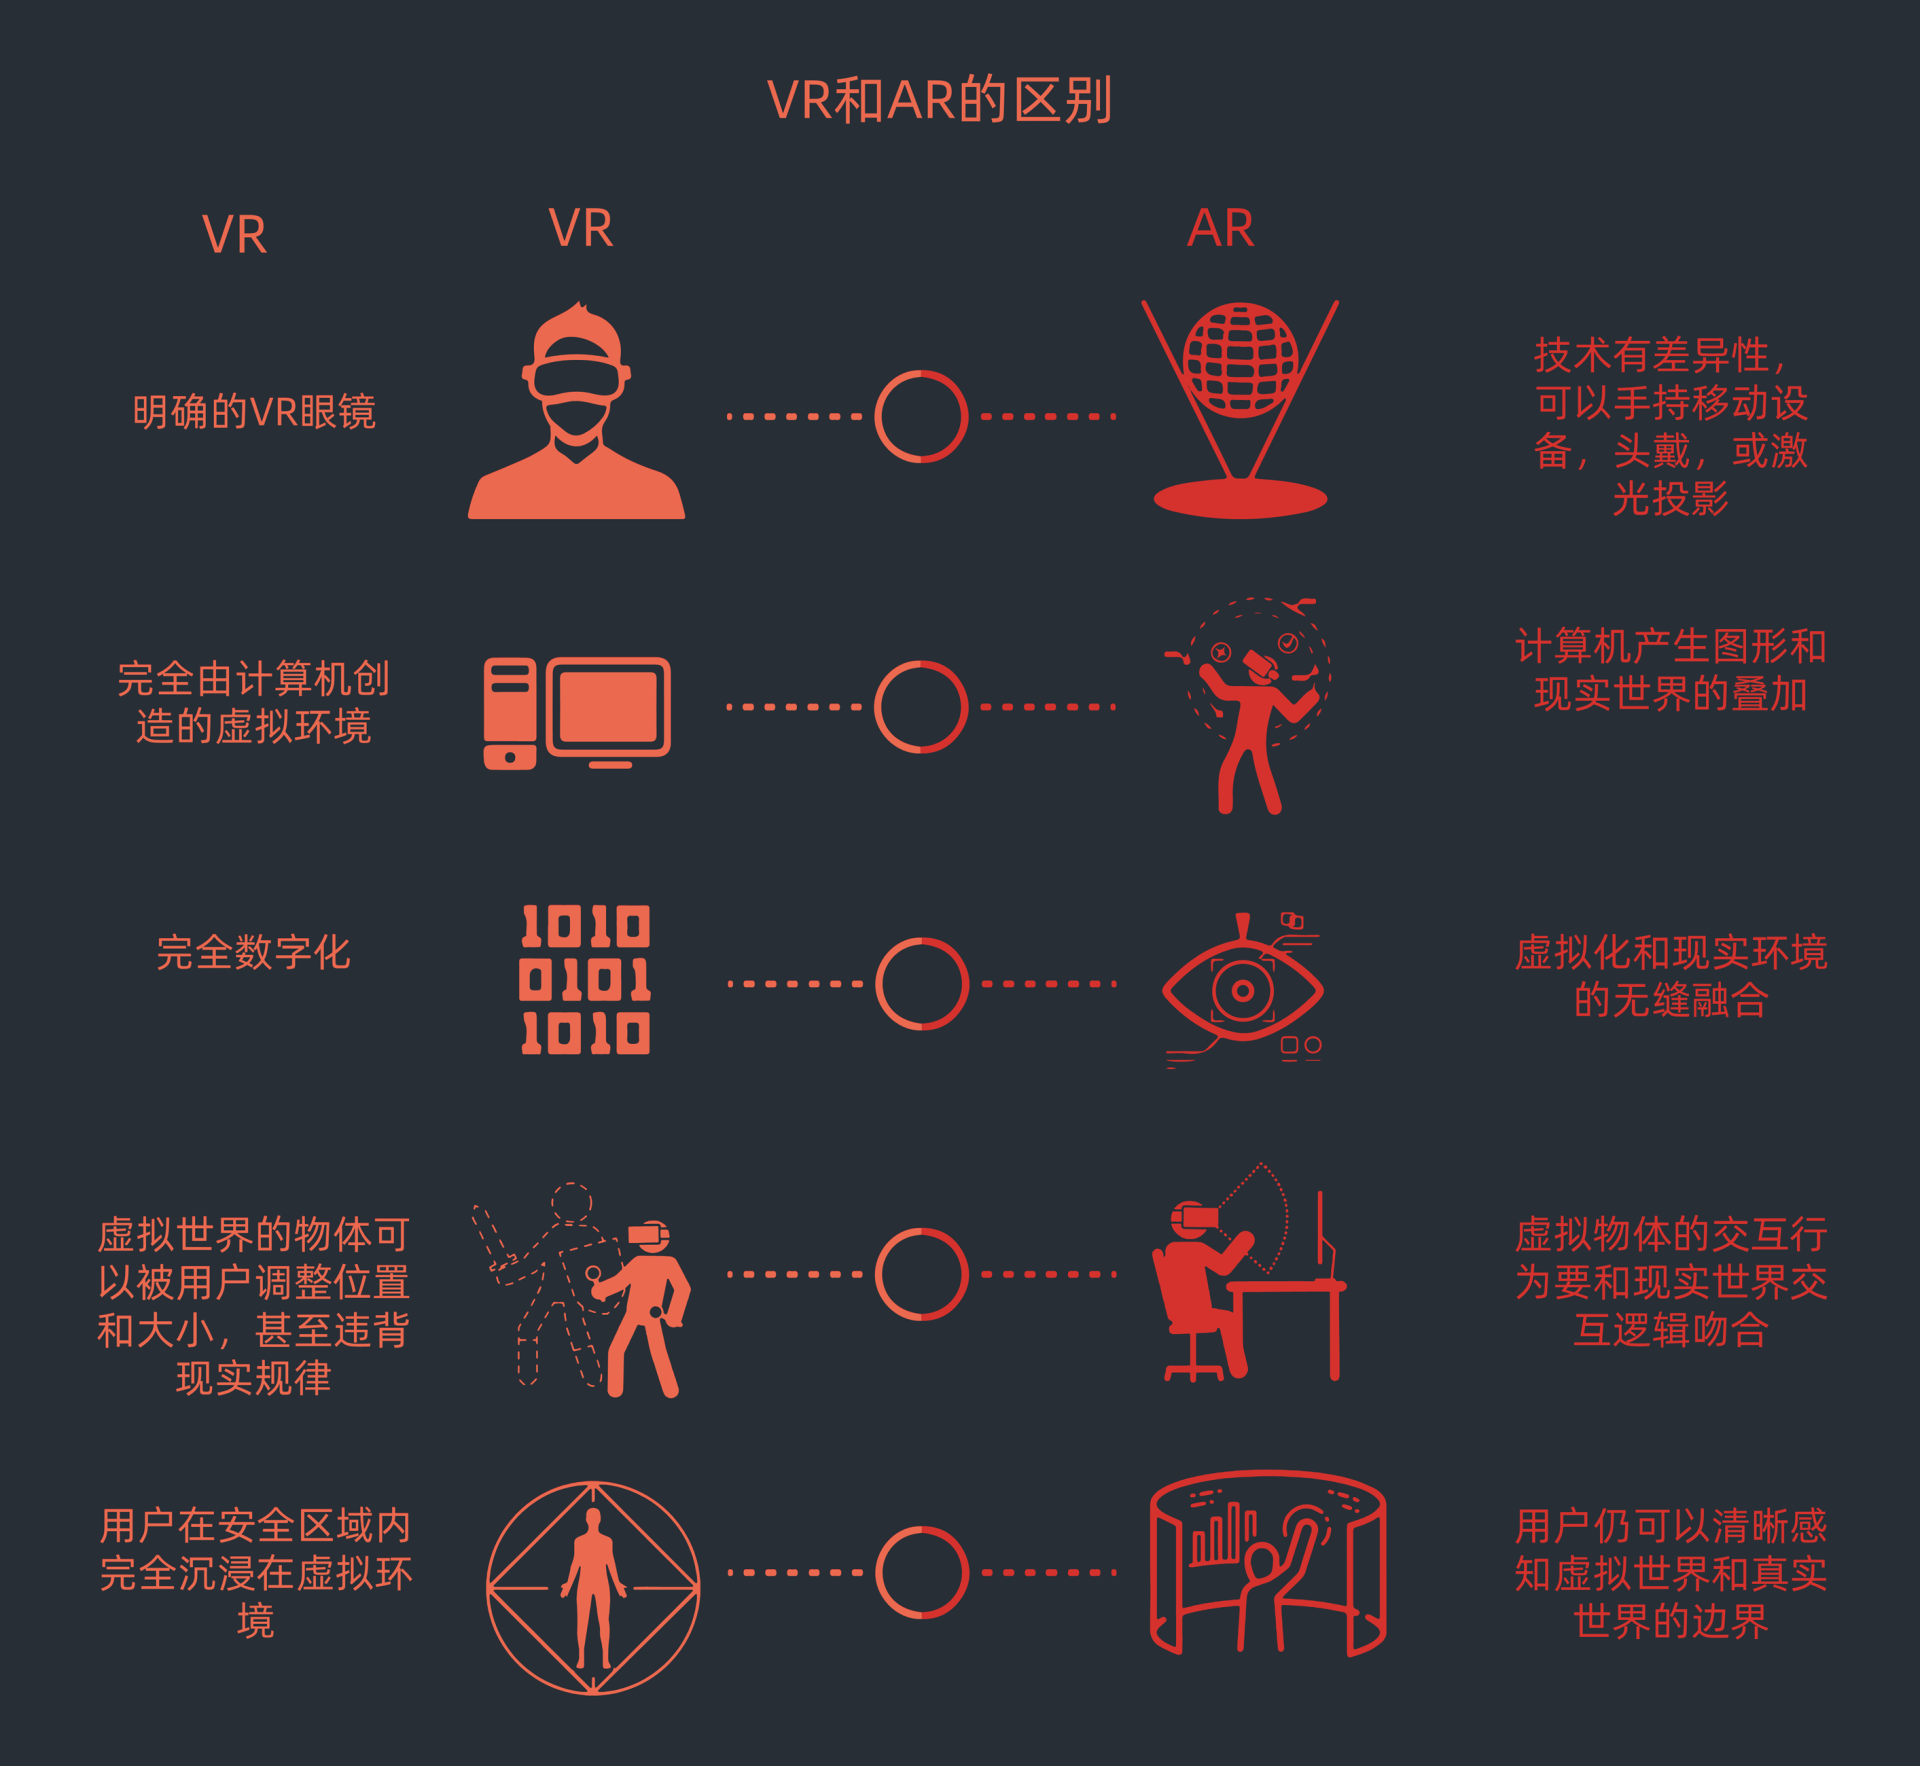 VR和AR的区别
VR
VR
AR
明确的VR眼镜
技术有差异性，
可以手持移动设
备，头戴，或激
光投影
完全由计算机创
造的虚拟环境
计算机产生图形和
现实世界的叠加
完全数字化
1010
0101
1010
虚拟化和现实环境
的无缝融合
虚拟世界的物体可
以被用户调整位置
和大小，甚至违背
现实规律
虚拟物体的交互行
为要和现实世界交
互逻辑吻合
用户在安全区域内
完全沉浸在虚拟环
境
用户仍可以清晰感
知虚拟世界和真实
世界的边界